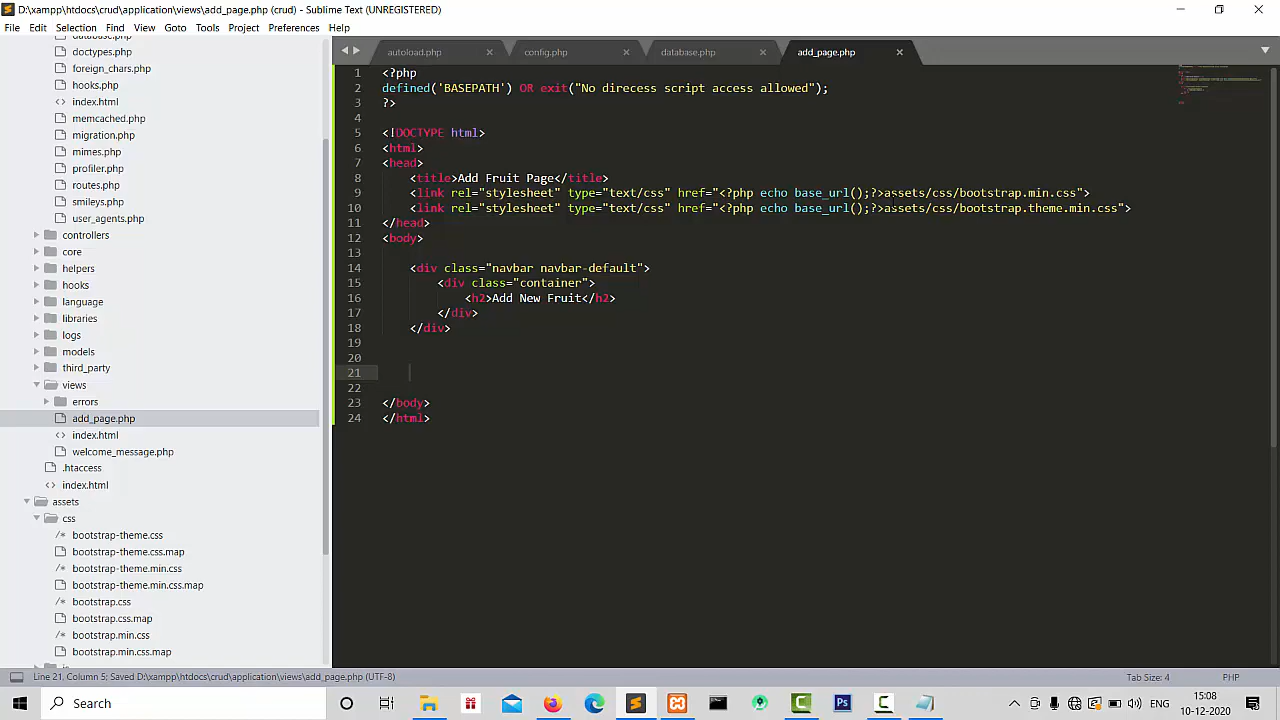 D:\xampp\htdocs\crud\application\views\add_page.php (crud) - Sublime Text (UNREGISTERED)
File Edit Selection Find View Goto Tools Project Preferences Help
database.php
doctypes.php
foreign_chars.php
hooks.php
index.html
memcached.php
migration.php
mimes.php
profiler.php
routes.php
smileys.php
user_agents.php
controllers
core
helpers
hooks
language
libraries
logs
models
third_party
views
errors
add_page.php
index.html
welcome_message.php
.htaccess
index.html
assets
css
bootstrap-theme.css
bootstrap-theme.css.map
bootstrap-theme.min.css
bootstrap-theme.min.css.map
bootstrap.css
bootstrap.css.map
bootstrap.min.css
bootstrap.min.css.map
autoload.php config.php database.php add_page.php
1 <?php
2 defined('BASEPATH') OR exit("No direcess script access allowed");
3 ?>
4
5 <!DOCTYPE html>
6 <html>
7 <head>
8 <title>Add Fruit Page</title>
9 <link rel="stylesheet" type="text/css" href="<?php echo base_url();?>assets/css/bootstrap.min.css">
10 <link rel="stylesheet" type="text/css" href="<?php echo base_url();?>assets/css/bootstrap.theme.min.css">
11 </head>
12 <body>
13
14 <div class="navbar navbar-default">
15 <div class="container">
16 <h2>Add New Fruit</h2>
17 </div>
18 </div>
19
20
21
22
23 </body>
24 </html>
Line 21, Column 5; Saved D:\xampp\htdocs\crud\application\views\add_page.php (UTF-8) Tab Size: 4 PHP
Search
ENG
15:08
10-12-2020